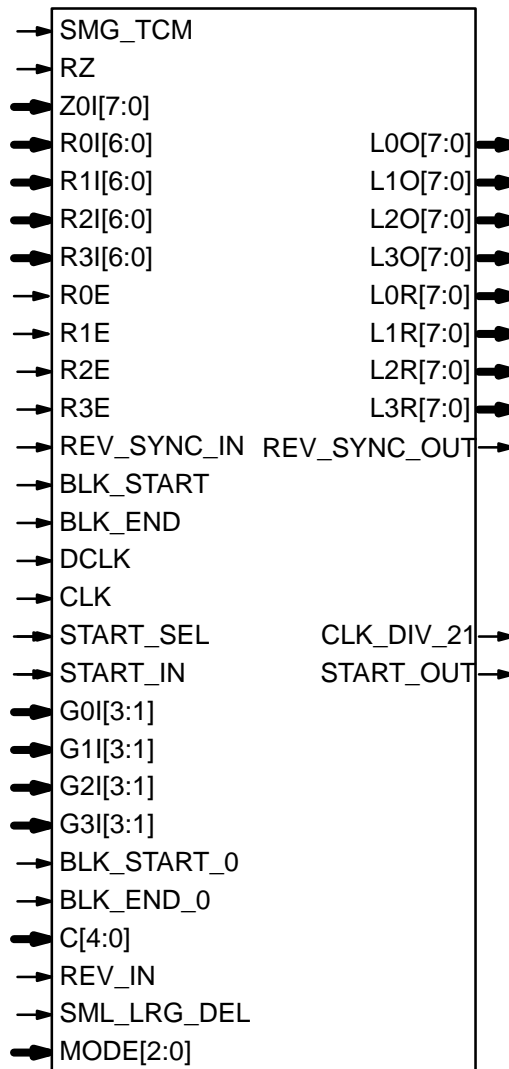 SMG_TCM
RZ
Z0I[7:0]
R0I[6:0] L0O[7:0]
R1I[6:0] L1O[7:0]
R2I[6:0] L2O[7:0]
R3I[6:0] L3O[7:0]
R0E L0R[7:0]
R1E L1R[7:0]
R2E L2R[7:0]
R3E L3R[7:0]
REV_SYNC_IN REV_SYNC_OUT
BLK_START
BLK_END
DCLK
CLK
START_SEL CLK_DIV_21
START_IN START_OUT
G0I[3:1]
G1I[3:1]
G2I[3:1]
G3I[3:1]
BLK_START_0
BLK_END_0
C[4:0]
REV_IN
SML_LRG_DEL
MODE[2:0]